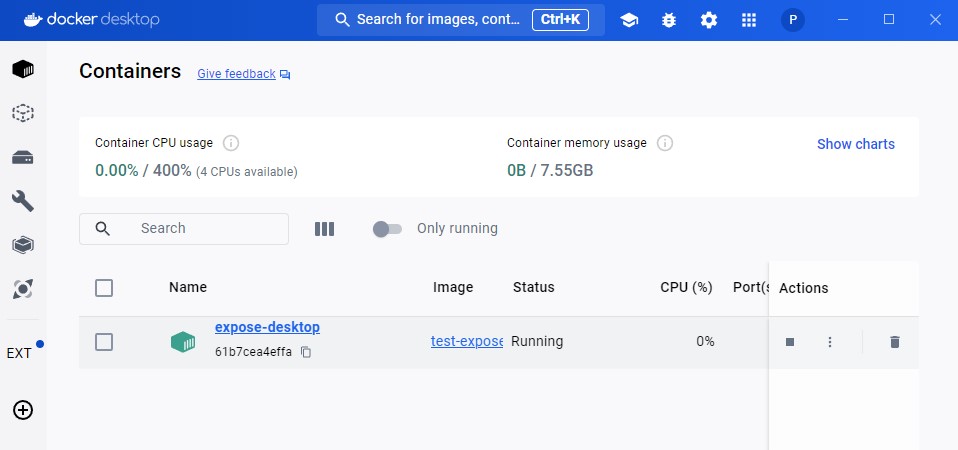 docker desktop
Search for images, cont... Ctrl+K
P
Containers Give feedback
Container CPU usage
0.00% / 400% (4 CPUs available)
Container memory usage
0B / 7.55GB
Show charts
Search
Only running
Name Image Status CPU (%) Port(s Actions
expose-desktop
61b7cea4effa
test-expose Running 0%
EXT